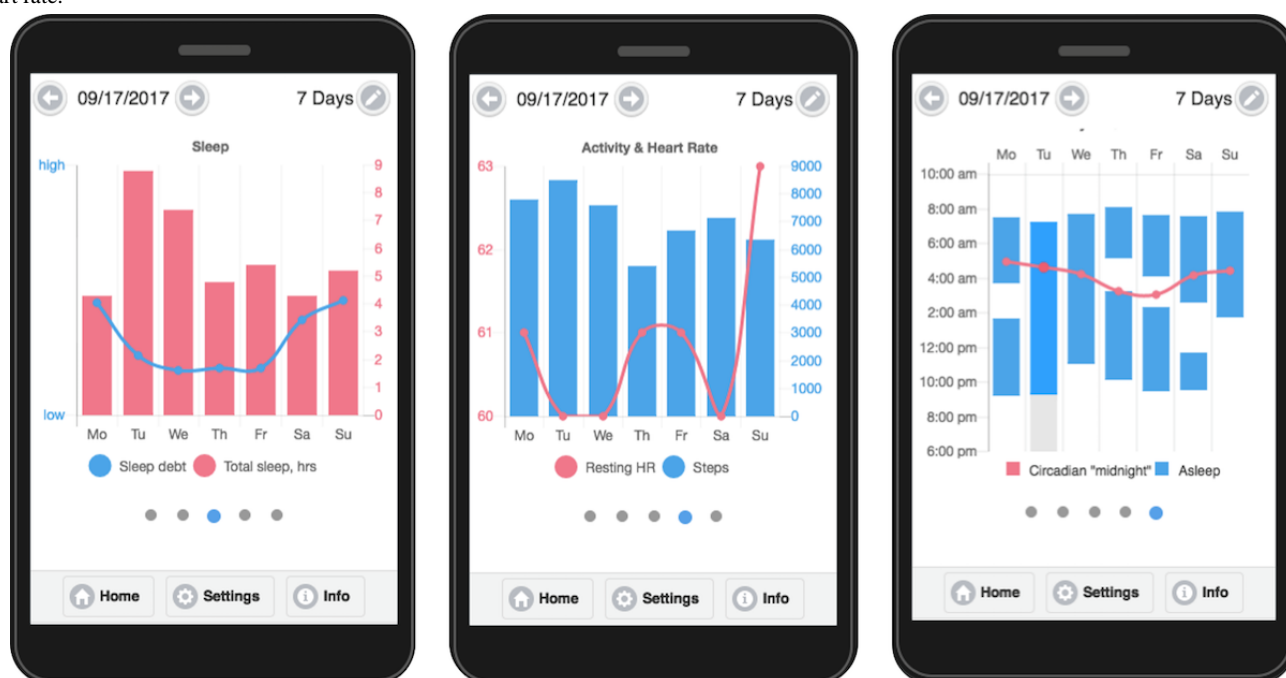 art rate.
09/17/2017 7 Days
Sleep
high
9
8
7
6
5
4
3
2
1
0
low
Mo Tu We Th Fr Sa Su
Sleep debt Total sleep, hrs
Home Settings Info
09/17/2017 7 Days
Activity & Heart Rate
63
62
61
60
9000
8000
7000
6000
5000
4000
3000
2000
1000
0
Mo Tu We Th Fr Sa Su
Resting HR Steps
Home Settings Info
09/17/2017 7 Days
Mo Tu We Th Fr Sa Su
10:00 am
8:00 am
6:00 am
4:00 am
2:00 am
12:00 pm
10:00 pm
8:00 pm
6:00 pm
Circadian "midnight" Asleep
Home Settings Info